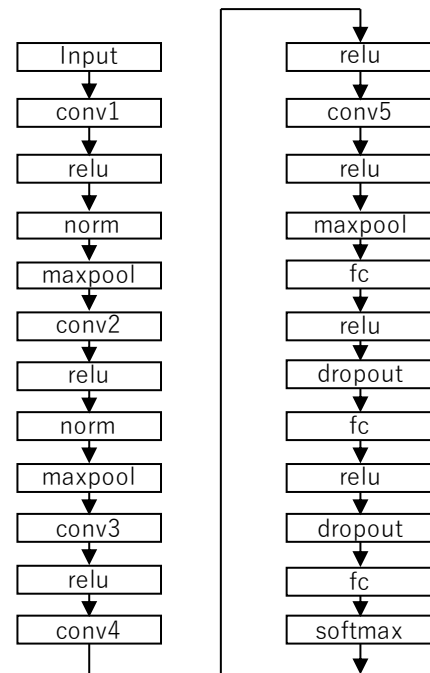 Input
conv1
relu
norm
maxpool
conv2
relu
norm
maxpool
conv3
relu
conv4
relu
conv5
relu
maxpool
fc
relu
dropout
fc
relu
dropout
fc
softmax